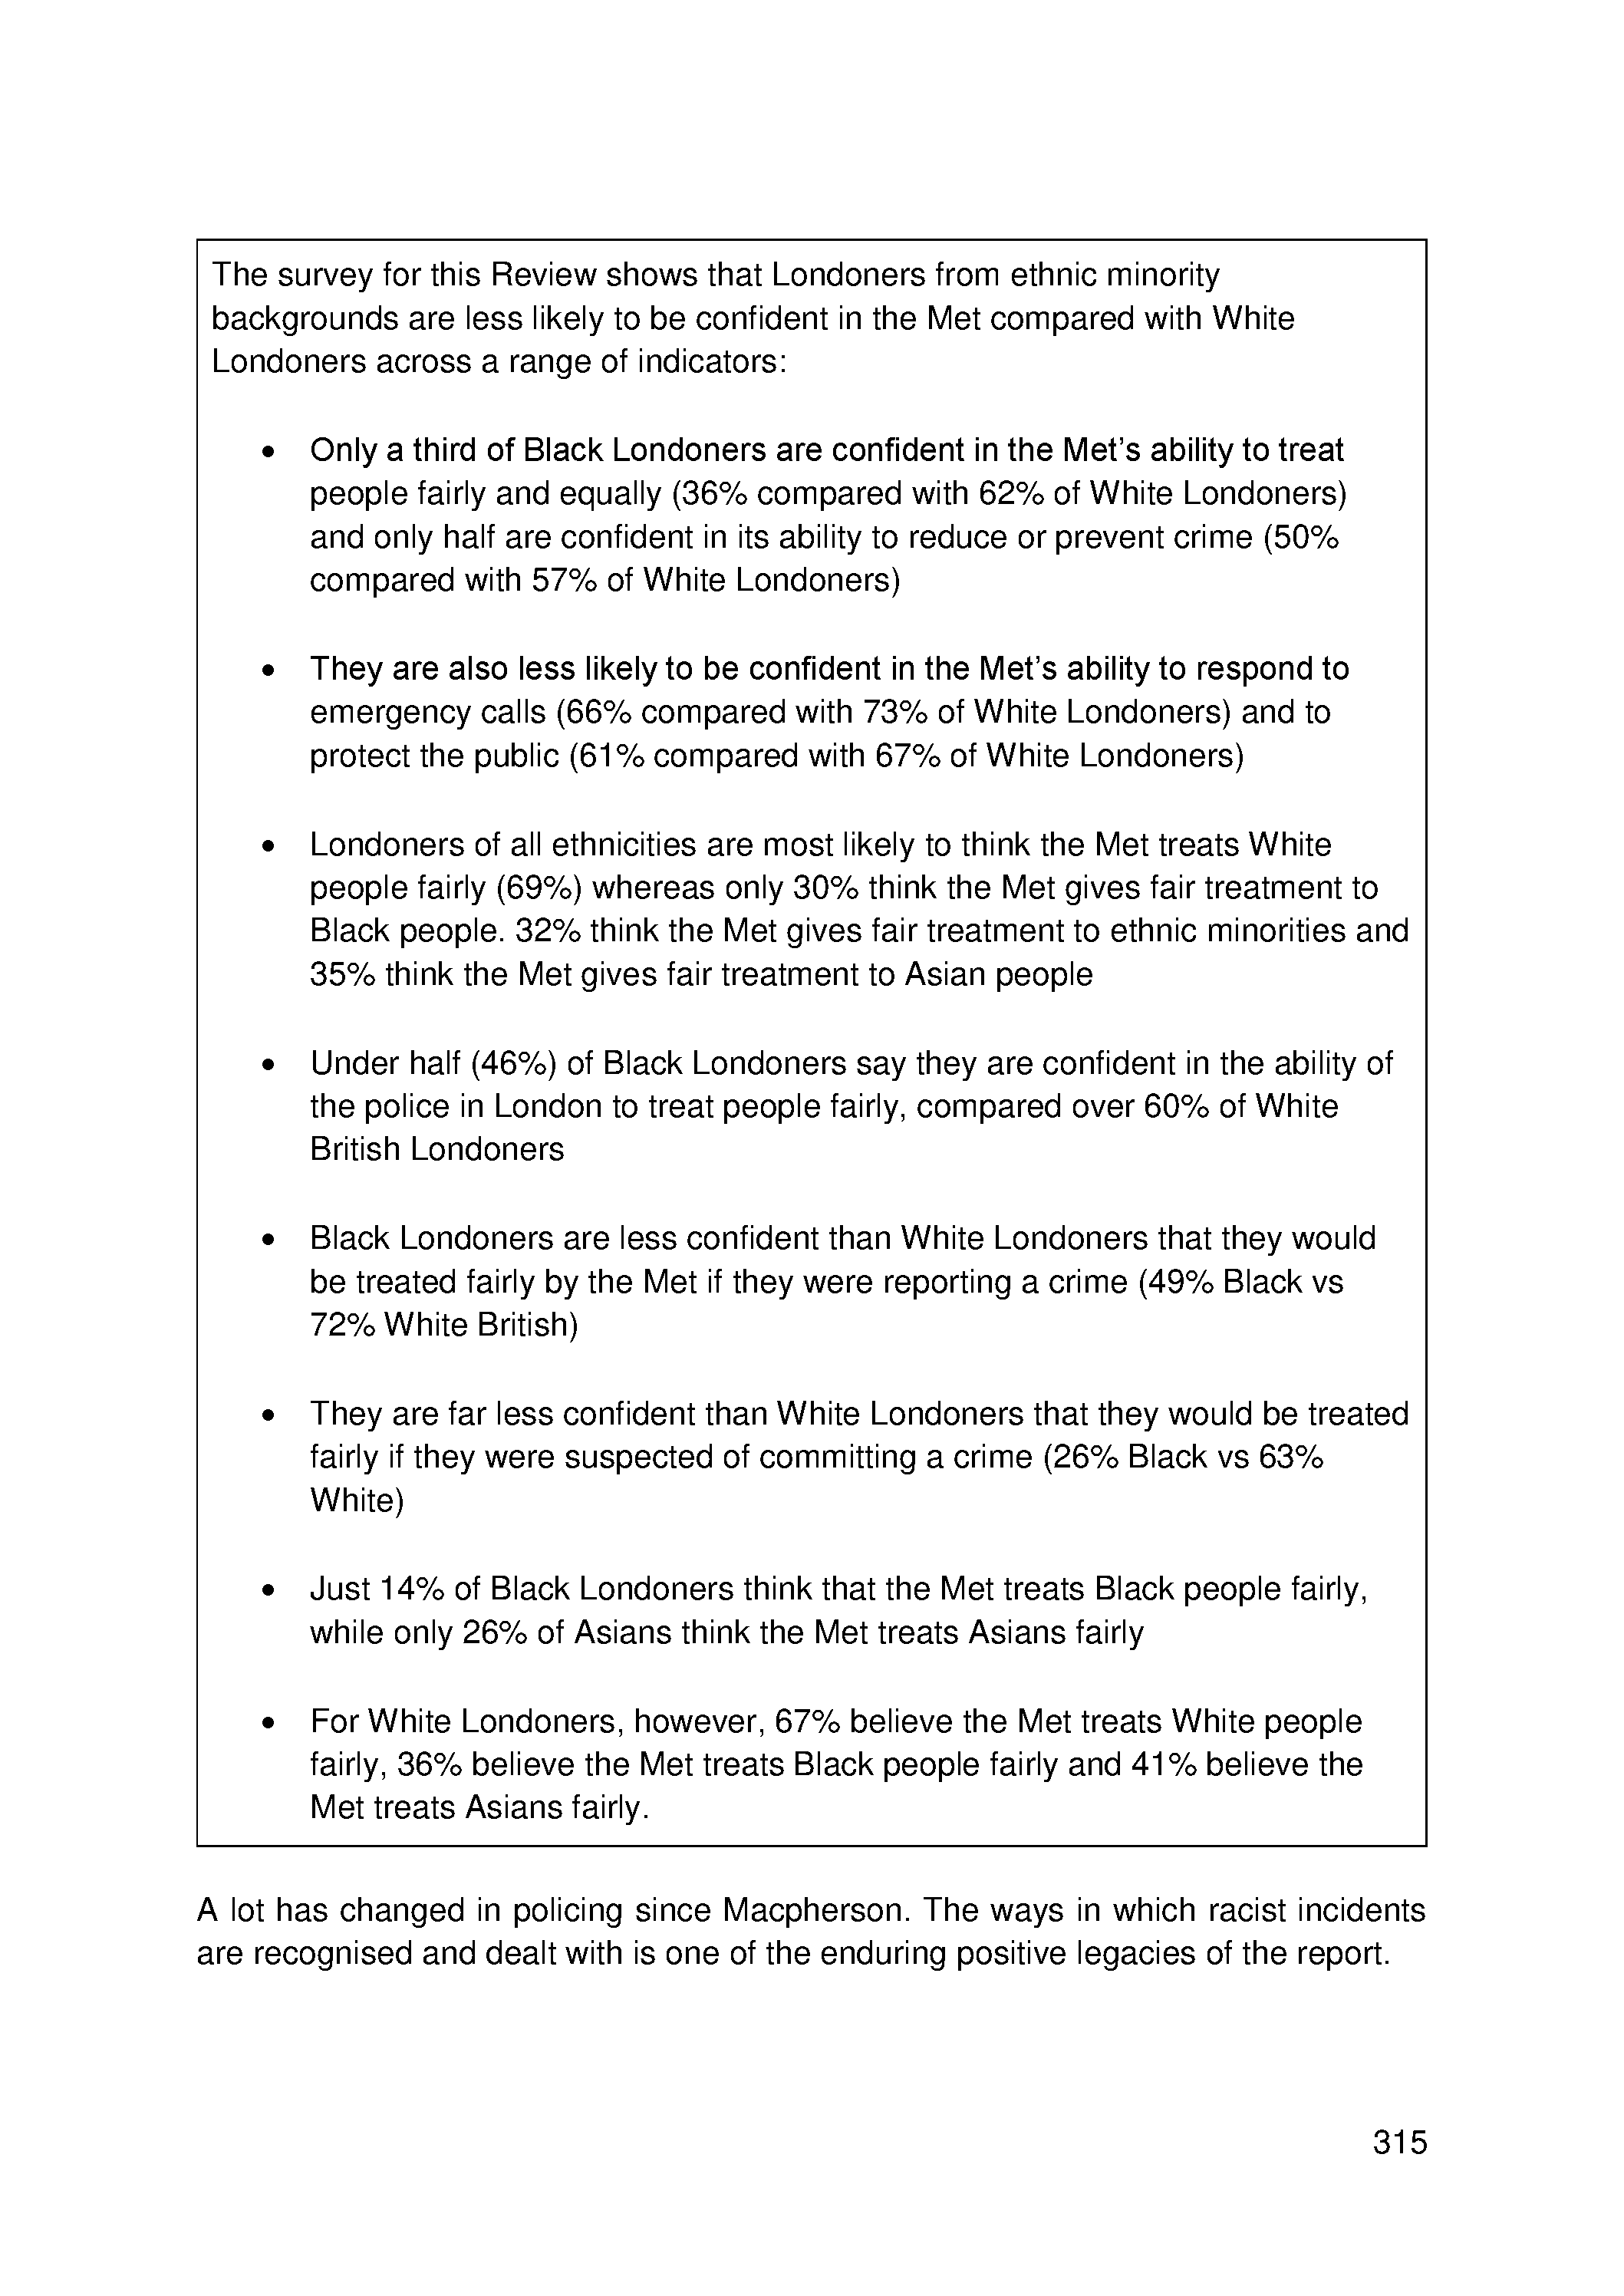 The survey for this Review shows that Londoners from ethnic minority
backgrounds are less likely to be confident in the Met compared with White
Londoners across a range of indicators:
• Only a third of Black Londoners are confident in the Met’s ability to treat
people fairly and equally (36% compared with 62% of White Londoners)
and only half are confident in its ability to reduce or prevent crime (50%
compared with 57% of White Londoners)
• They are also less likely to be confident in the Met’s ability to respond to
emergency calls (66% compared with 73% of White Londoners) and to
protect the public (61% compared with 67% of White Londoners)
• Londoners of all ethnicities are most likely to think the Met treats White
people fairly (69%) whereas only 30% think the Met gives fair treatment to
Black people. 32% think the Met gives fair treatment to ethnic minorities and
35% think the Met gives fair treatment to Asian people
• Under half (46%) of Black Londoners say they are confident in the ability of
the police in London to treat people fairly, compared over 60% of White
British Londoners
• Black Londoners are less confident than White Londoners that they would
be treated fairly by the Met if they were reporting a crime (49% Black vs
72% White British)
• They are far less confident than White Londoners that they would be treated
fairly if they were suspected of committing a crime (26% Black vs 63%
White)
• Just 14% of Black Londoners think that the Met treats Black people fairly,
while only 26% of Asians think the Met treats Asians fairly
• For White Londoners, however, 67% believe the Met treats White people
fairly, 36% believe the Met treats Black people fairly and 41% believe the
Met treats Asians fairly.
A lot has changed in policing since Macpherson. The ways in which racist incidents
are recognised and dealt with is one of the enduring positive legacies of the report.
315